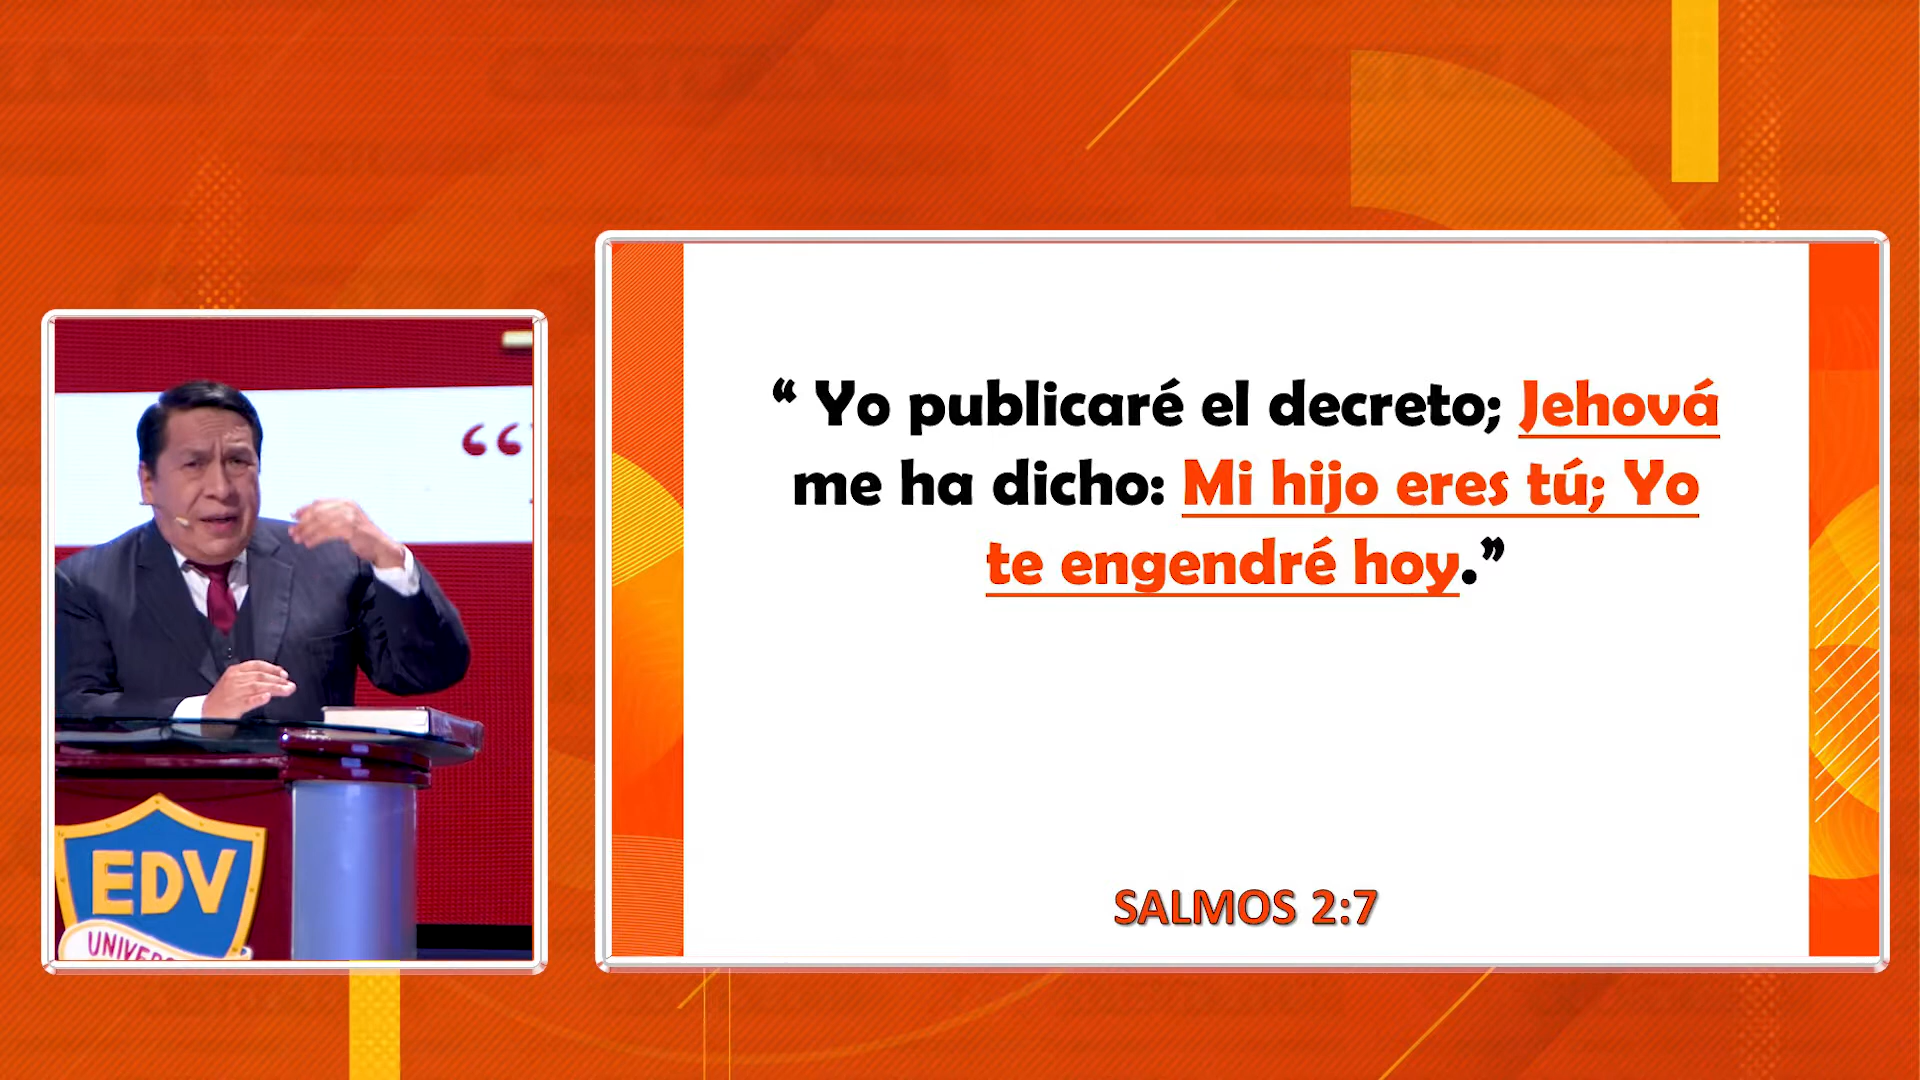 “ Yo publicaré el decreto; Jehová
me ha dicho: Mi hijo eres tú; Yo
te engendré hoy.”
SALMOS 2:7
“
EDV